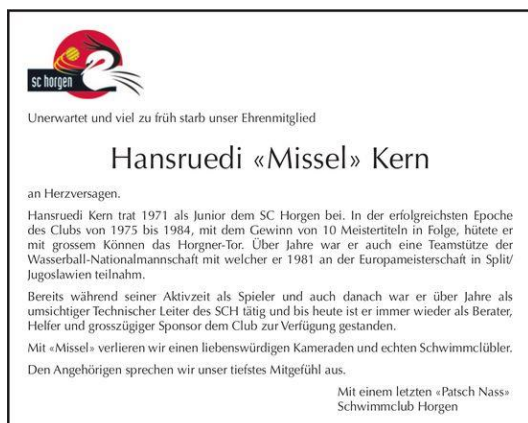 sc horgen
Unerwartet und viel zu früh starb unser Ehrenmitglied
Hansruedi «Missel» Kern
an Herzversagen.
Hansruedi Kern trat 1971 als Junior dem SC Horgen bei. In der erfolgreichsten Epoche
des Clubs von 1975 bis 1984, mit dem Gewinn von 10 Meistertiteln in Folge, hütete er
mit grossem Können das Horgner-Tor. Über Jahre war er auch eine Teamstütze der
Wasserball-Nationalmannschaft mit welcher er 1981 an der Europameisterschaft in Split/
Jugoslawien teilnahm.
Bereits während seiner Aktivzeit als Spieler und auch danach war er über Jahre als
umsichtiger Technischer Leiter des SCH tätig und bis heute ist er immer wieder als Berater,
Helfer und grosszügiger Sponsor dem Club zur Verfügung gestanden.
Mit «Missel» verlieren wir einen liebenswürdigen Kameraden und echten Schwimmclübler.
Den Angehörigen sprechen wir unser tiefstes Mitgefühl aus.
Mit einem letzten «Patsch Nass»
Schwimmclub Horgen